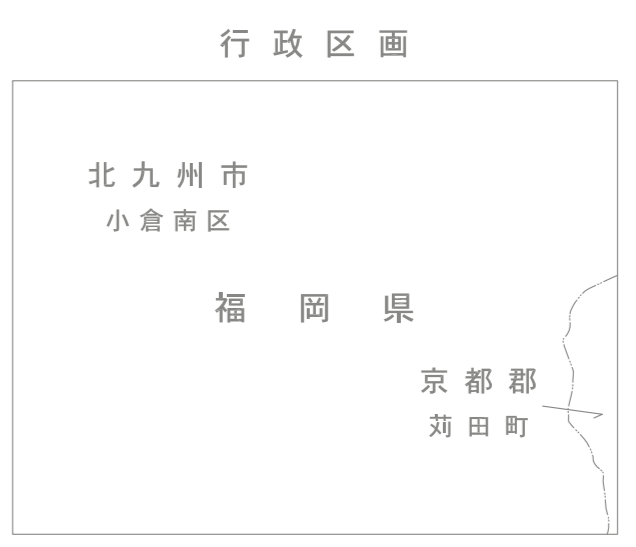 行政区画
北九州市
小倉南区
福岡県
京都郡
苅田町